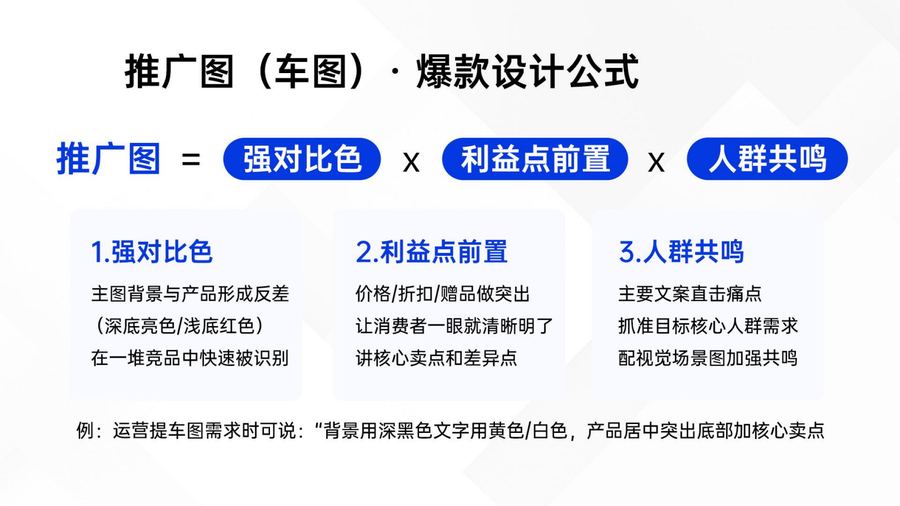 推广图（车图）· 爆款设计公式
推广图 = 强对比色 x 利益点前置 x 人群共鸣
1.强对比色
主图背景与产品形成反差
（深底亮色/浅底红色）
在一堆竞品中快速被识别
2.利益点前置
价格/折扣/赠品做突出
让消费者一眼就清晰明了
讲核心卖点和差异点
3.人群共鸣
主要文案直击痛点
抓准目标核心人群需求
配视觉场景图加强共鸣
例：运营提车图需求时可说：“背景用深黑色文字用黄色/白色，产品居中突出底部加核心卖点